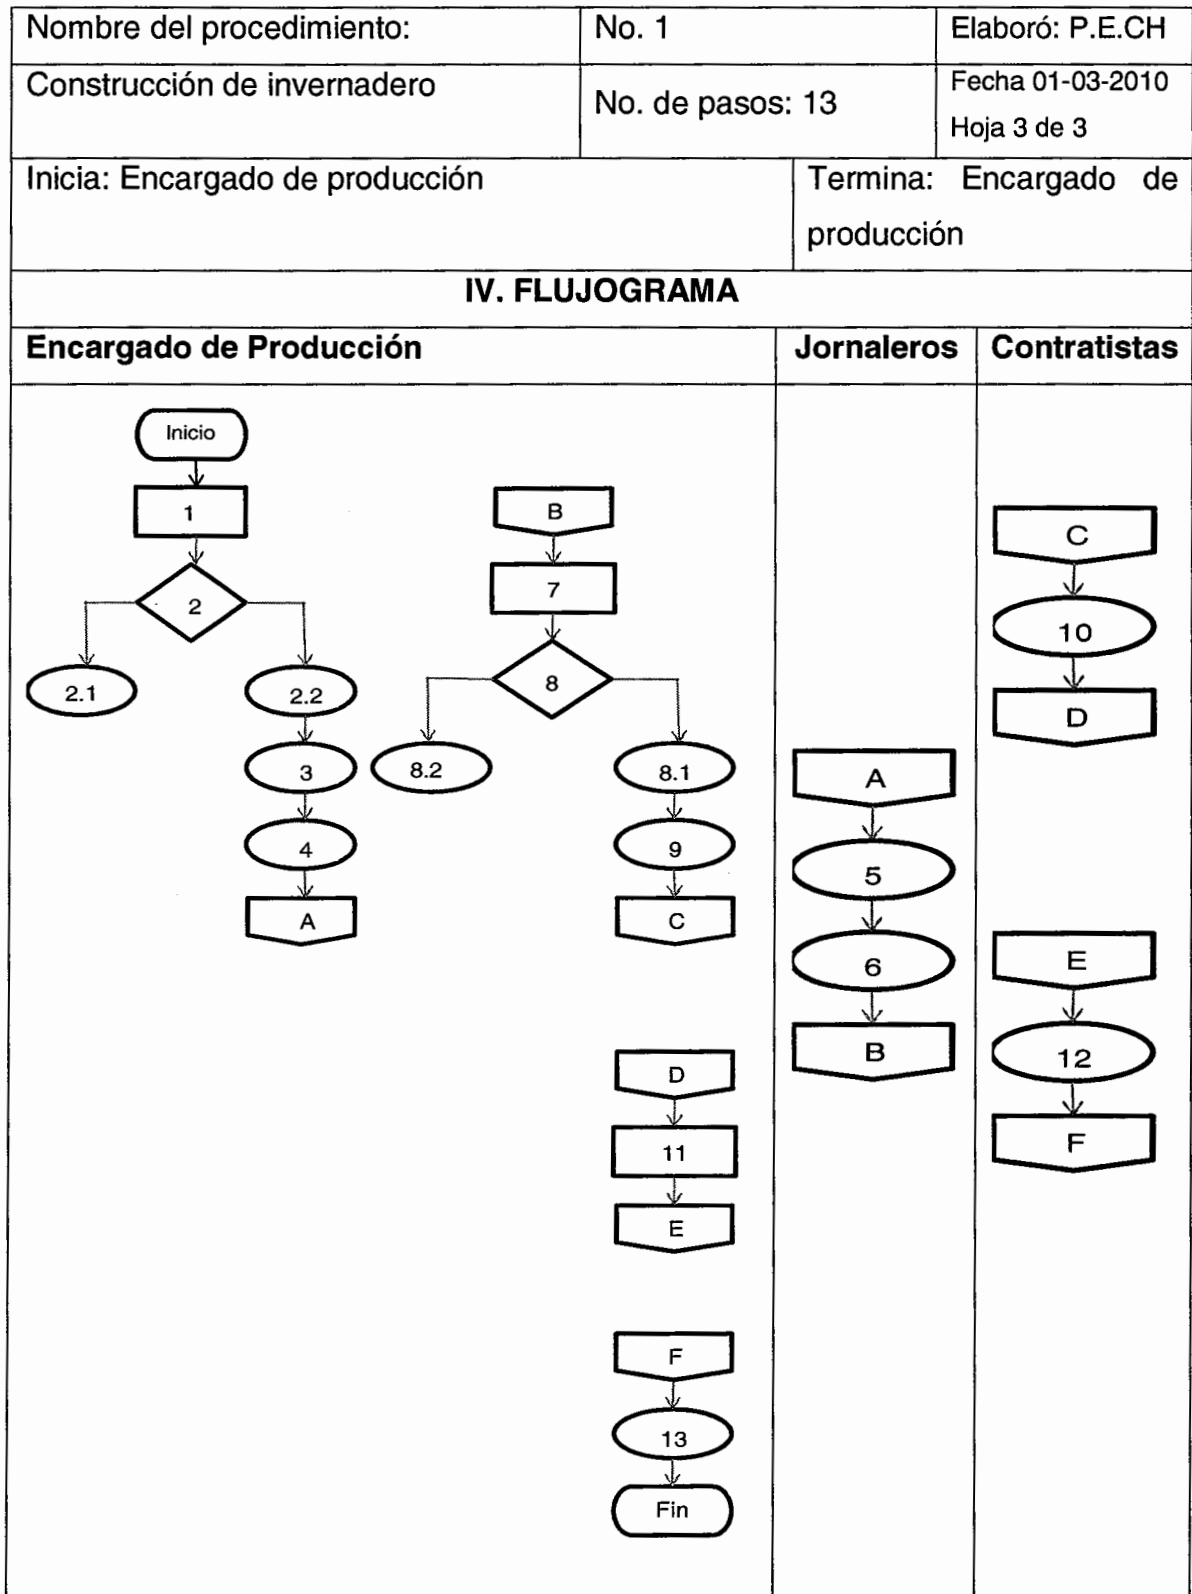 Nombre del procedimiento:
No. 1
Elaboró: P.E.CH
Construcción de invernadero
No. de pasos: 13
Fecha 01-03-2010
Hoja 3 de 3
Inicia: Encargado de producción
Termina: Encargado de
producción
IV. FLUJOGRAMA
Encargado de Producción
Jornaleros
Contratistas
Inicio
1
2
2.1
2.2
3
4
A
B
7
8
8.2
8.1
9
C
D
11
E
F
13
Fin
A
5
6
B
C
10
D
E
12
F